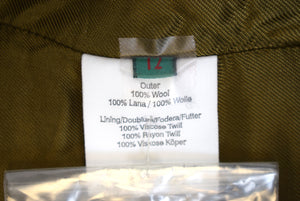 12
Outer
100% Wool
100% Lana / 100% Wolle
Lining/Doublure/Fodera/Futter
100% Viscose Twill
100% Rayon Twill
100% Viskose Köper